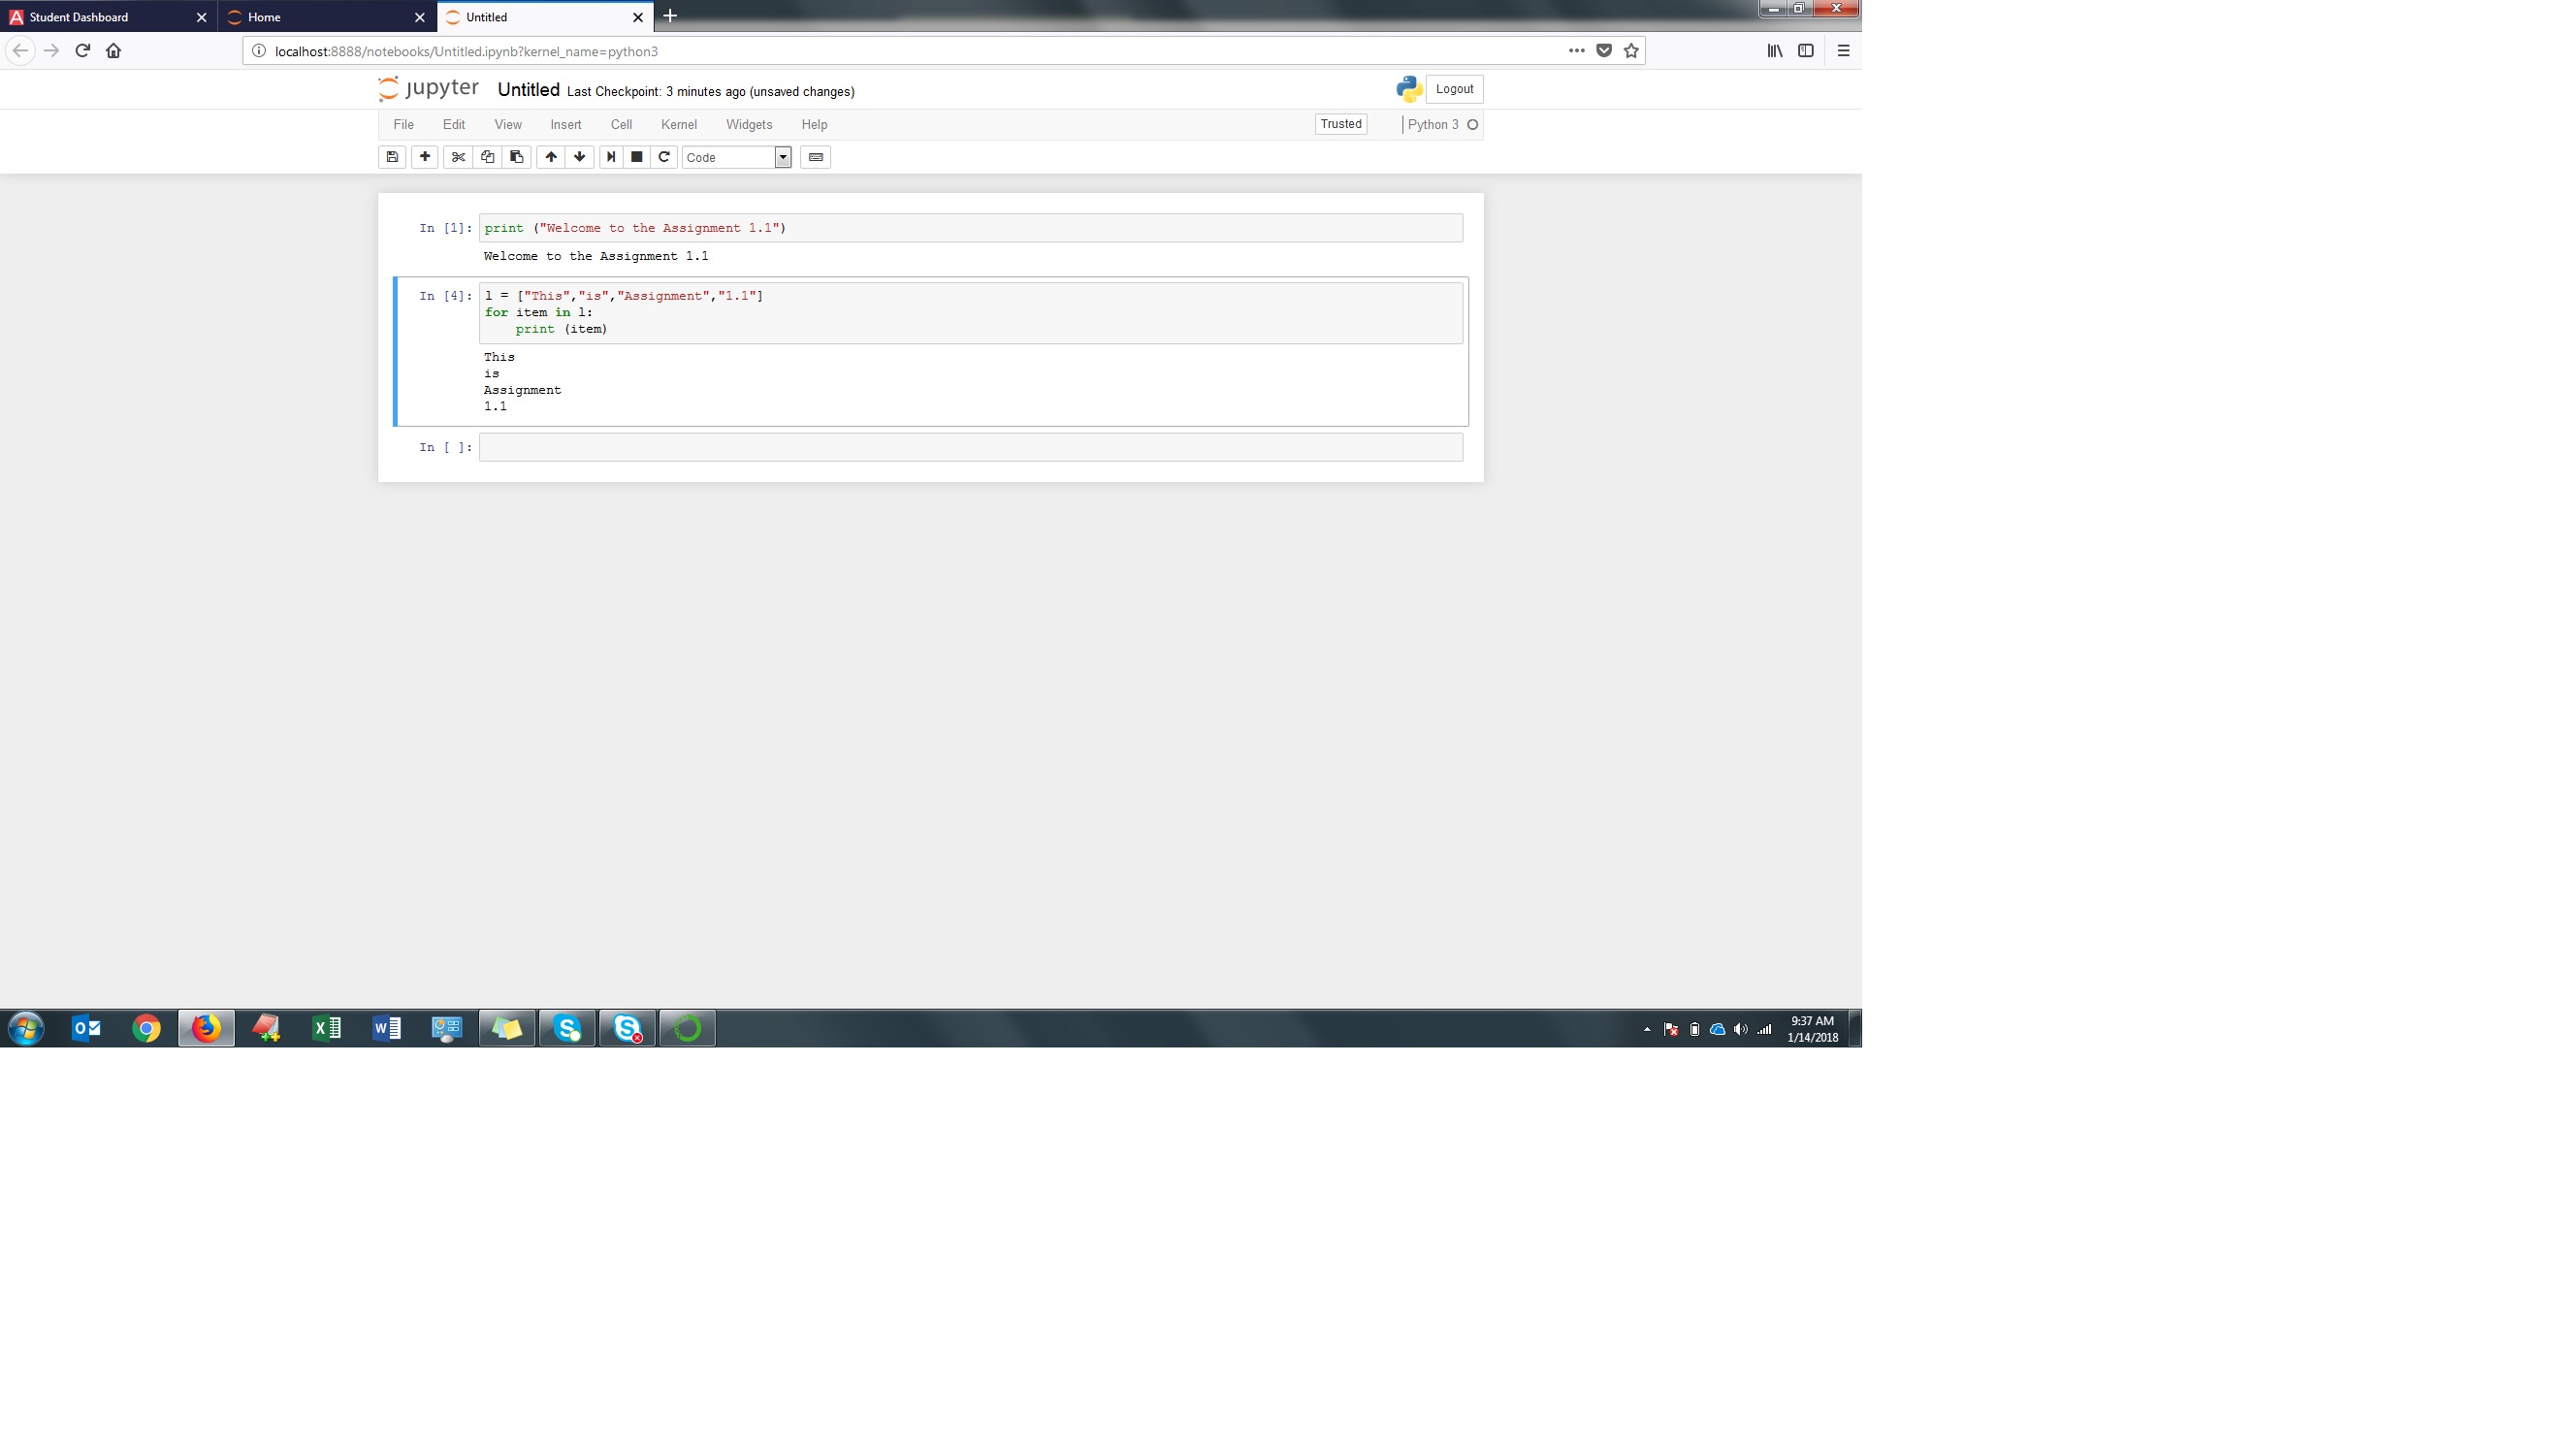 Student Dashboard
Home
Untitled
localhost:8888/notebooks/Untitled.ipynb?kernel_name=python3
jupyter Untitled Last Checkpoint: 3 minutes ago (unsaved changes)
Logout
File Edit View Insert Cell Kernel Widgets Help
Trusted
Python 3
Code
In [1]: print ("Welcome to the Assignment 1.1")
Welcome to the Assignment 1.1
In [4]: l = ["This","is","Assignment","1.1"]
for item in l:
    print (item)
This
is
Assignment
1.1
In [ ]:
9:37 AM
1/14/2018